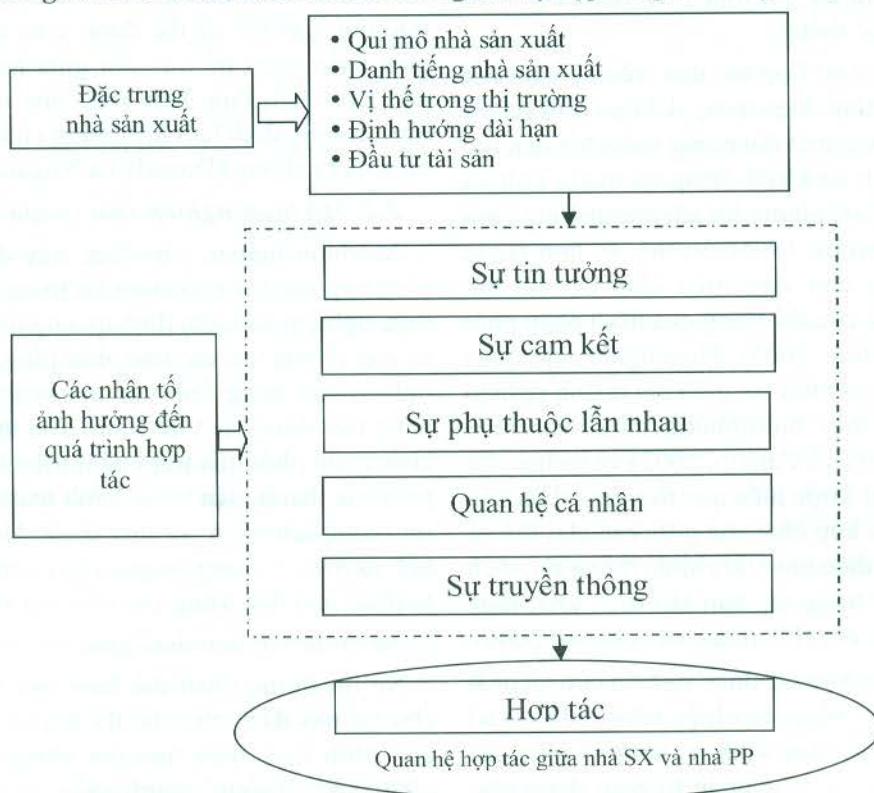 • Qui mô nhà sản xuất
• Danh tiếng nhà sản xuất
• Vị thế trong thị trường
• Định hướng dài hạn
• Đầu tư tài sản
Đặc trưng
nhà sản xuất
Sự tin tưởng
Sự cam kết
Sự phụ thuộc lẫn nhau
Quan hệ cá nhân
Sự truyền thông
Các nhân tố
ảnh hưởng đến
quá trình hợp
tác
Hợp tác
Quan hệ hợp tác giữa nhà SX và nhà PP